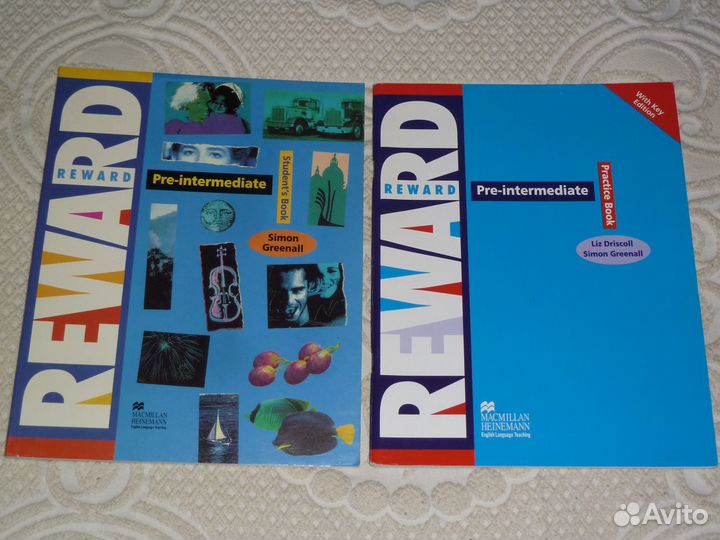 REWARD
REWARD
Pre-intermediate
Student's Book
Simon
Greenall
MACMILLAN
HEINEMANN
English Language Teaching
REWARD
REWARD
With Key
Edition
Pre-intermediate
Practice Book
Liz Driscoll
Simon Greenall
MACMILLAN
HEINEMANN
English Language Teaching
Avito